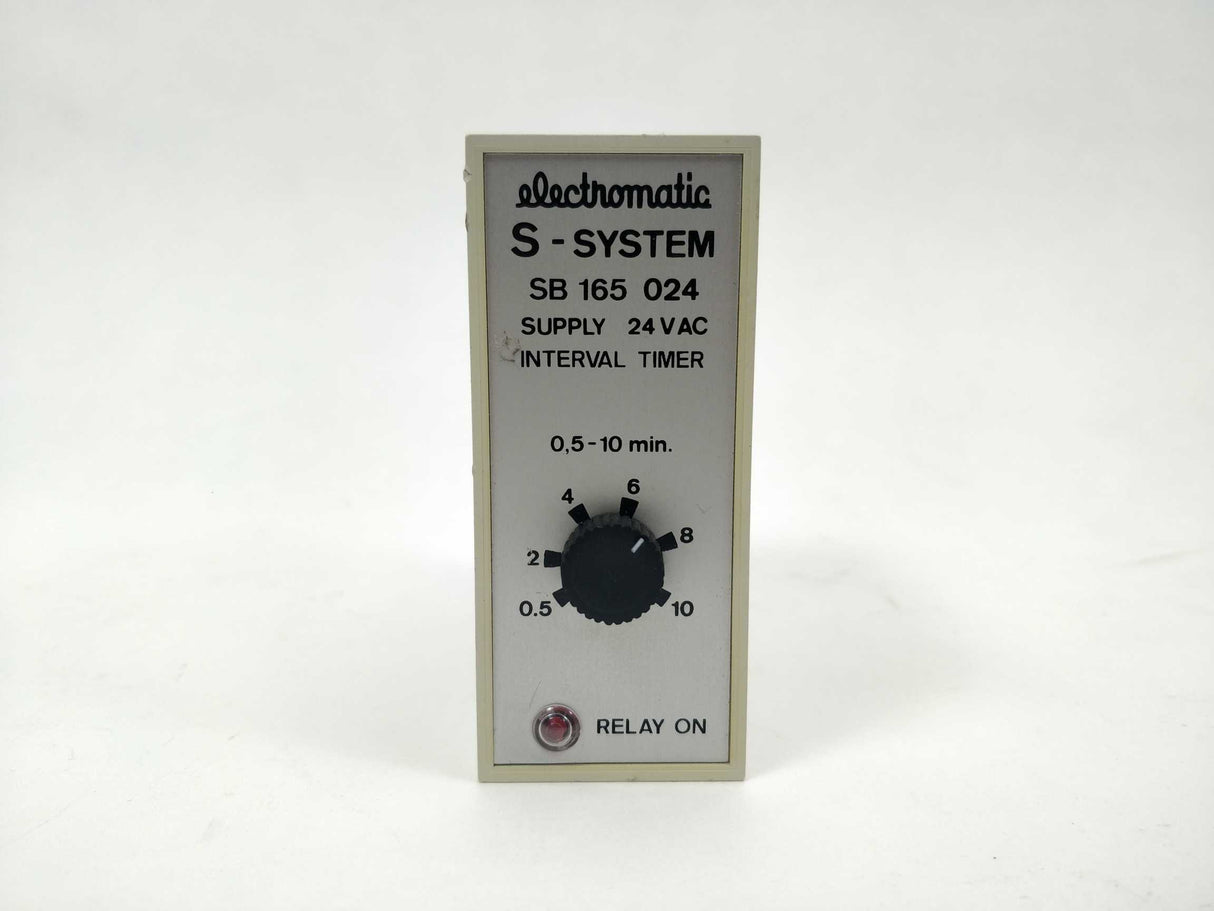 electromatic
S - SYSTEM
SB 165 024
SUPPLY 24 VAC
INTERVAL TIMER
0,5 - 10 min.
6
4
8
2
0.5
10
RELAY ON